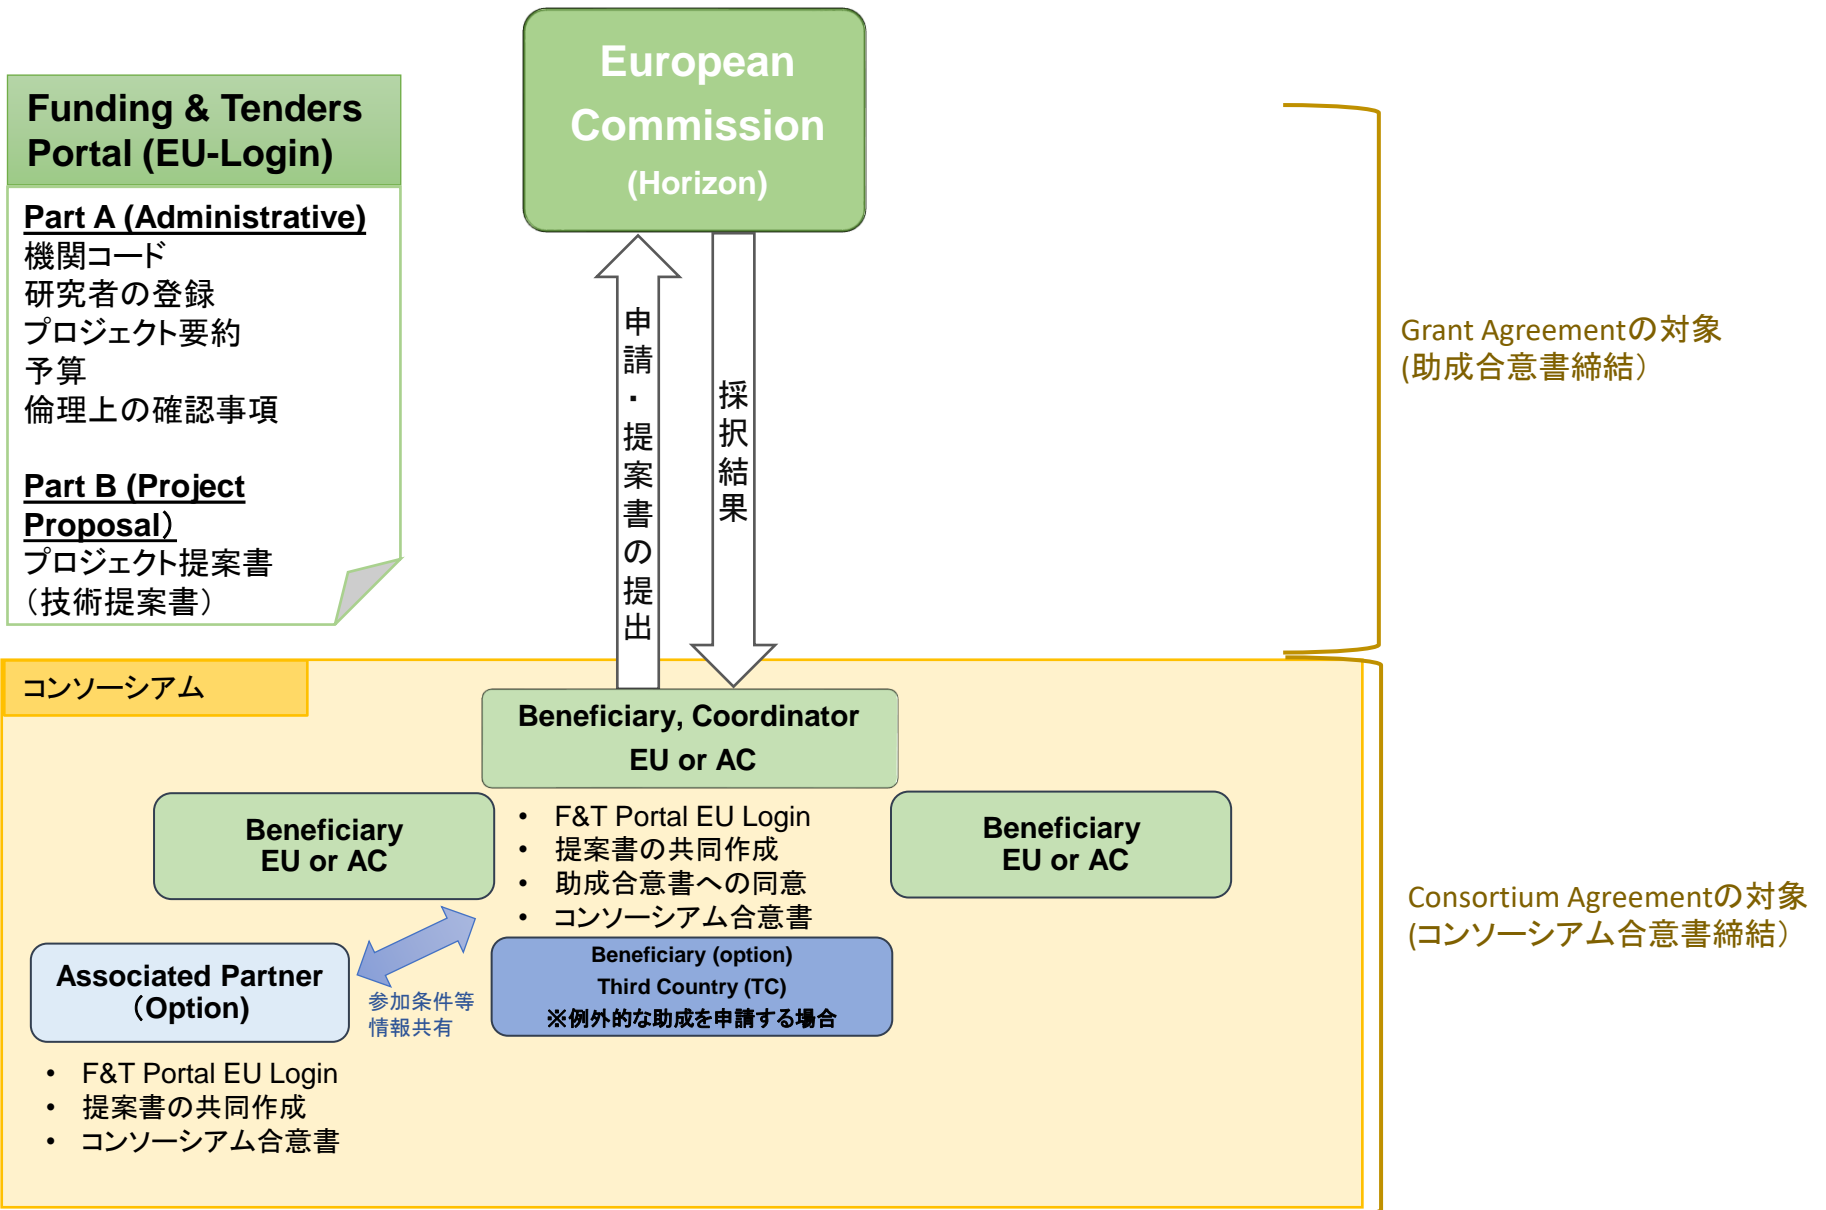 European
Commission
(Horizon)
Funding & Tenders
Portal (EU-Login)
Part A (Administrative)
機関コード
研究者の登録
プロジェクト要約
予算
倫理上の確認事項
Part B (Project
Proposal）
プロジェクト提案書
（技術提案書）
申請・提案書の提出
採択結果
Grant Agreementの対象
(助成合意書締結）
コンソーシアム
Beneficiary, Coordinator
EU or AC
Beneficiary
EU or AC
• F&T Portal EU Login
• 提案書の共同作成
• 助成合意書への同意
• コンソーシアム合意書
Beneficiary
EU or AC
Associated Partner
（Option)
参加条件等
情報共有
Beneficiary (option)
Third Country (TC)
※例外的な助成を申請する場合
• F&T Portal EU Login
• 提案書の共同作成
• コンソーシアム合意書
Consortium Agreementの対象
(コンソーシアム合意書締結）